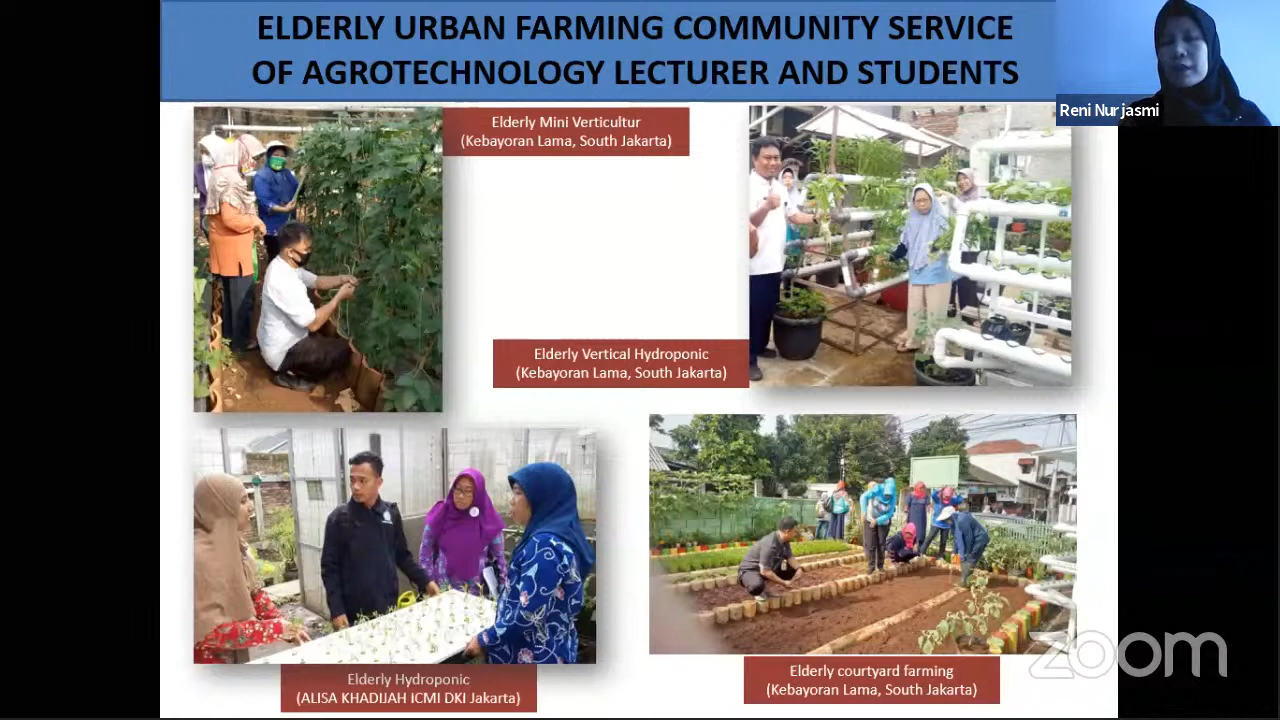 ELDERLY URBAN FARMING COMMUNITY SERVICE
OF AGROTECHNOLOGY LECTURER AND STUDENTS
Reni Nurjasmi
Elderly Mini Verticultur
(Kebayoran Lama, South Jakarta)
Elderly Vertical Hydroponic
(Kebayoran Lama, South Jakarta)
Elderly Hydroponic
(ALISA KHADIJAH ICMI DKI Jakarta)
Elderly courtyard farming
(Kebayoran Lama, South Jakarta)
zoom